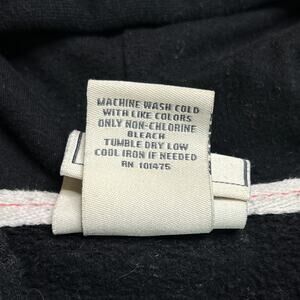 MACHINE WASH COLD
WITH LIKE COLORS
ONLY NON-CHLORINE
BLEACH
TUMBLE DRY LOW
COOL IRON IF NEEDED
RN 101475